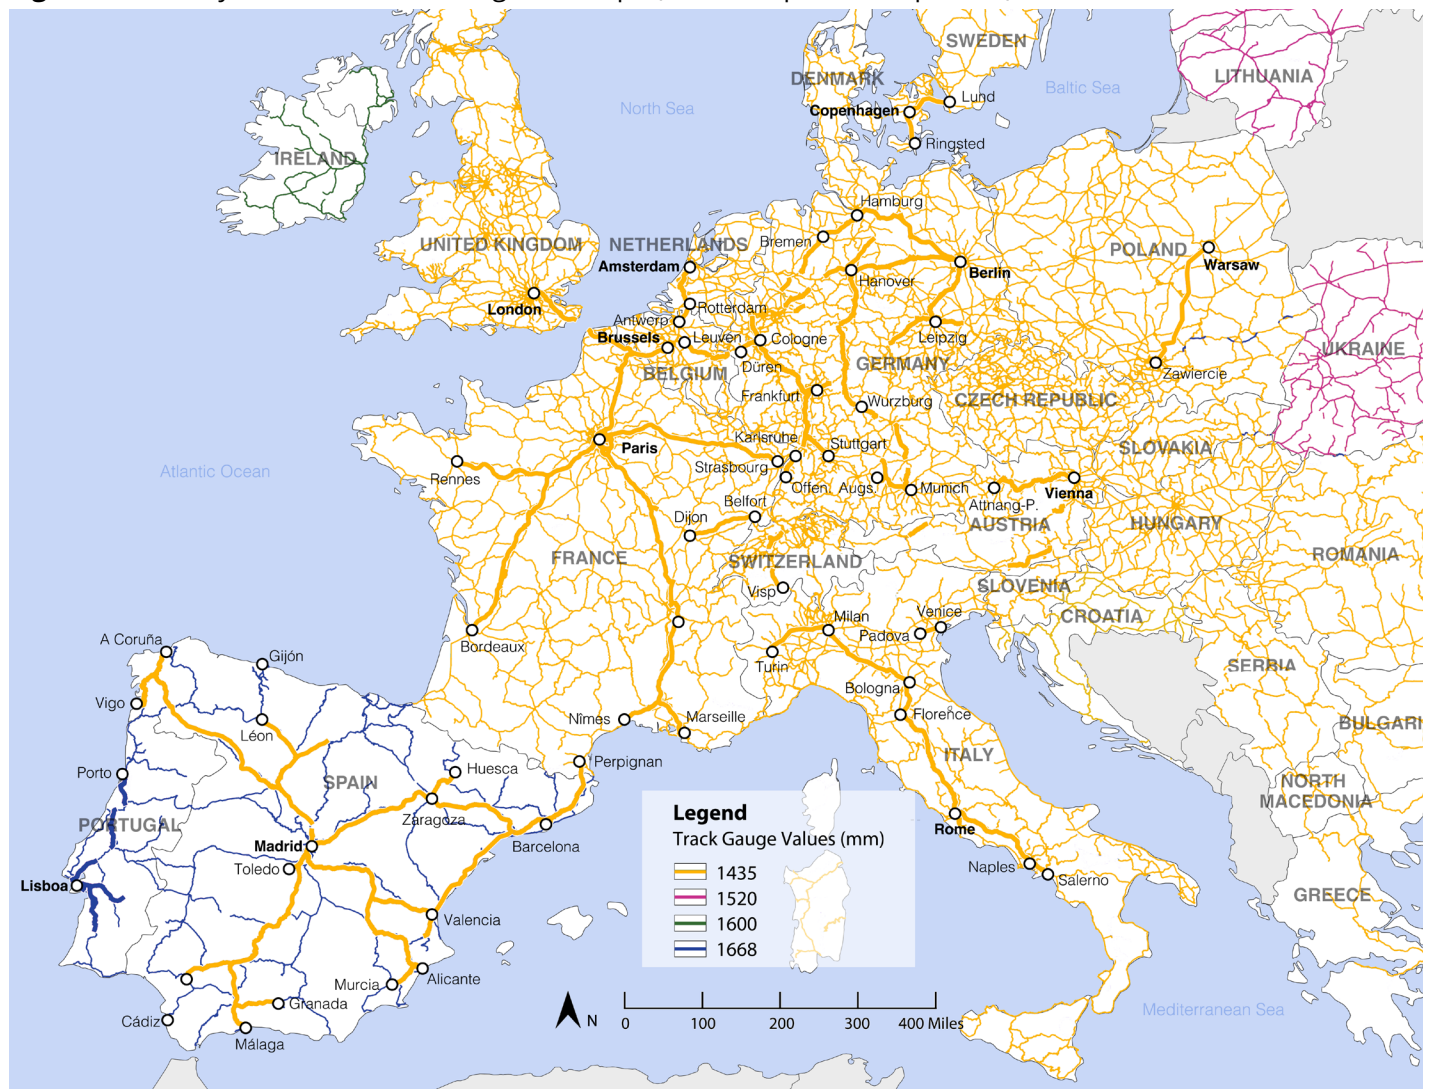 SWEDEN
DENMARK
LITHUANIA
North Sea
Baltic Sea
Lund
Copenhagen
Ringsted
IRELAND
Hamburg
UNITED KINGDOM
NETHERLANDS
Bremen
POLAND
Amsterdam
Warsaw
Berlin
Hanover
London
Rotterdam
Antwerp
Brussels
Leuven
Cologne
Leipzig
UKRAINE
Düren
GERMANY
BELGIUM
Zawiercie
Frankfurt
Wurzburg
CZECH REPUBLIC
Karlsruhe
Stuttgart
Paris
SLOVAKIA
Atlantic Ocean
Strasbourg
Rennes
Offen.
Augs.
Munich
Vienna
Attnang-P.
Belfort
Dijon
AUSTRIA
HUNGARY
FRANCE
SWITZERLAND
ROMANIA
Visp
SLOVENIA
Milan
Venice
CROATIA
Padova
A Coruña
Bordeaux
Gijón
Turin
SERBIA
Bologna
Vigo
Nîmes
Marseille
Florence
BULGARI
Léon
ITALY
Perpignan
Porto
Huesca
SPAIN
NORTH
MACEDONIA
Zaragoza
PORTUGAL
Rome
Madrid
Barcelona
Toledo
Naples
Salerno
Lisboa
GREECE
Valencia
Murcia
Alicante
Granada
Cádiz
Málaga
Mediterranean Sea
Legend
Track Gauge Values (mm)
1435
1520
1600
1668
N
0 100 200 300 400 Miles